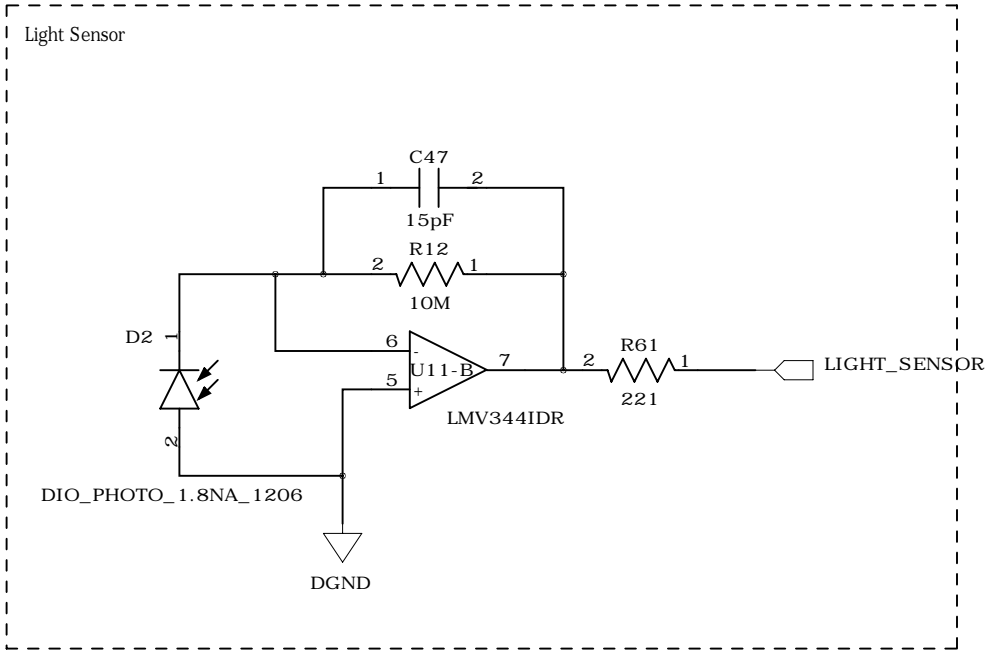 Light Sensor
C47
1 2
15pF
R12
2 1
10M
D2 1
6
-
U11-B
7
5
+
LMV344IDR
R61
2 1
221
LIGHT_SENSOR
2
DIO_PHOTO_1.8NA_1206
DGND